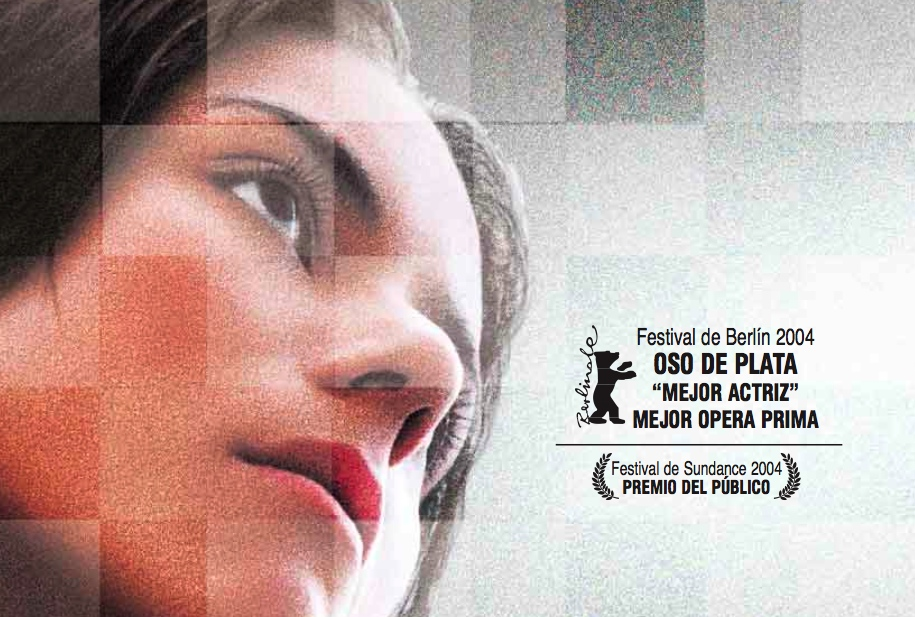 Berlinale
Festival de Berlín 2004
OSO DE PLATA
“MEJOR ACTRIZ”
MEJOR OPERA PRIMA
Festival de Sundance 2004
PREMIO DEL PÚBLICO